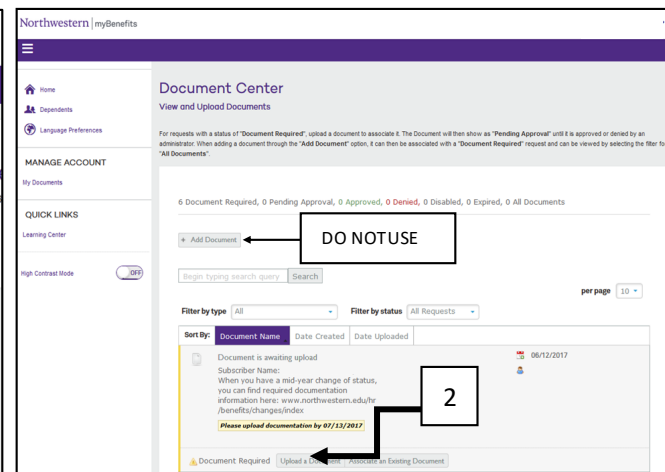 Northwestern | myBenefits
Home
Dependents
Language Preferences
MANAGE ACCOUNT
My Documents
QUICK LINKS
Learning Center
High Contrast Mode OFF
Document Center
View and Upload Documents
For requests with a status of "Document Required", upload a document to associate it. The Document will then show as "Pending Approval" until it is approved or denied by an
administrator. When adding a document through the "Add Document" option, it can then be associated with a "Document Required" request and can be viewed by selecting the filter for
"All Documents".
6 Document Required, 0 Pending Approval, 0 Approved, 0 Denied, 0 Disabled, 0 Expired, 0 All Documents
+ Add Document
DO NOT USE
Begin typing search query Search
per page 10
Filter by type All Filter by status All Requests
Sort By: Document Name Date Created Date Uploaded
Document is awaiting upload 06/12/2017
Subscriber Name:
When you have a mid-year change of status,
you can find required documentation
information here: www.northwestern.edu/hr
/benefits/changes/index
Please upload documentation by 07/13/2017
2
Document Required Upload a Document Associate an Existing Document